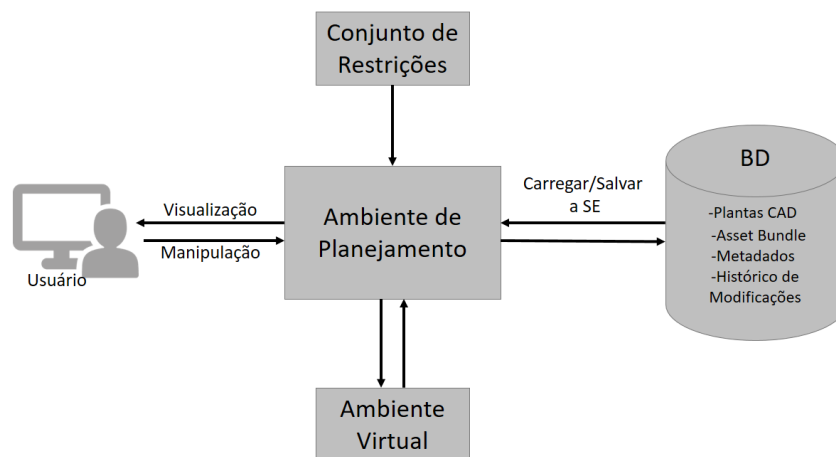 Conjunto de
Restrições
Carregar/Salvar
a SE
BD
-Plantas CAD
-Asset Bundle
-Metadados
-Histórico de
Modificações
Visualização
Manipulação
Usuário
Ambiente de
Planejamento
Ambiente
Virtual